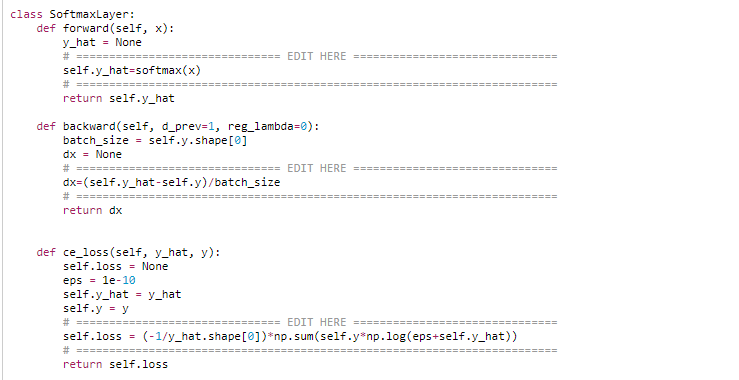 class SoftmaxLayer:
    def forward(self, x):
        y_hat = None
        # ============================== EDIT HERE ==============================
        self.y_hat=softmax(x)
        # =======================================================================
        return self.y_hat

    def backward(self, d_prev=1, reg_lambda=0):
        batch_size = self.y.shape[0]
        dx = None
        # ============================== EDIT HERE ==============================
        dx=(self.y_hat-self.y)/batch_size
        # =======================================================================
        return dx


    def ce_loss(self, y_hat, y):
        self.loss = None
        eps = 1e-10
        self.y_hat = y_hat
        self.y = y
        # ============================== EDIT HERE ==============================
        self.loss = (-1/y_hat.shape[0])*np.sum(self.y*np.log(eps+self.y_hat))
        # =======================================================================
        return self.loss